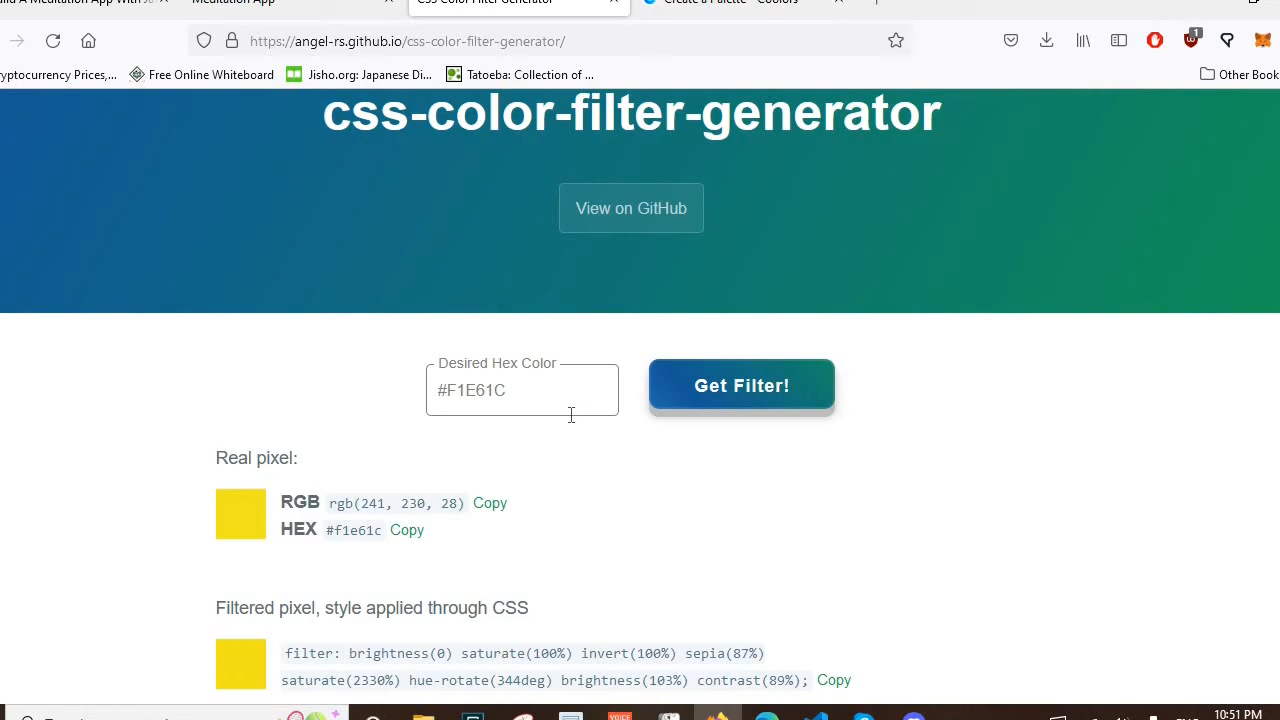 Meditation App
Css Color Filter Generator
Create a Palette - Coolors
https://angel-rs.github.io/css-color-filter-generator/
1
ryptocurrency Prices,...
Free Online Whiteboard
Jisho.org: Japanese Di...
Tatoeba: Collection of ...
Other Book
css-color-filter-generator
View on GitHub
Desired Hex Color
#F1E61C
Get Filter!
Real pixel:
RGB rgb(241, 230, 28) Copy
HEX #f1e61c Copy
Filtered pixel, style applied through CSS
filter: brightness(0) saturate(100%) invert(100%) sepia(87%)
saturate(2330%) hue-rotate(344deg) brightness(103%) contrast(89%); Copy
VOICE
10:51 PM